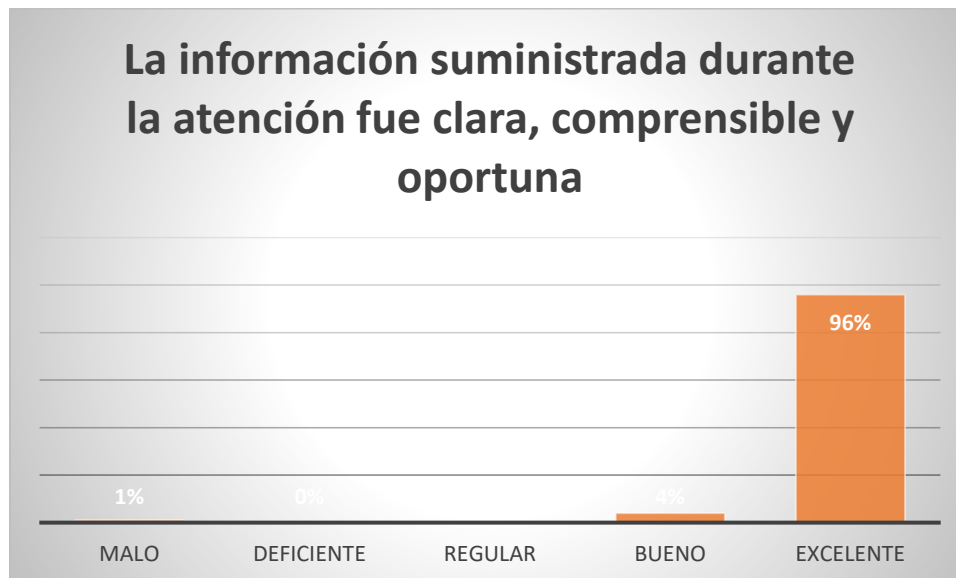 La información suministrada durante
la atención fue clara, comprensible y
oportuna
96%
1%
0%
4%
MALO
DEFICIENTE
REGULAR
BUENO
EXCELENTE